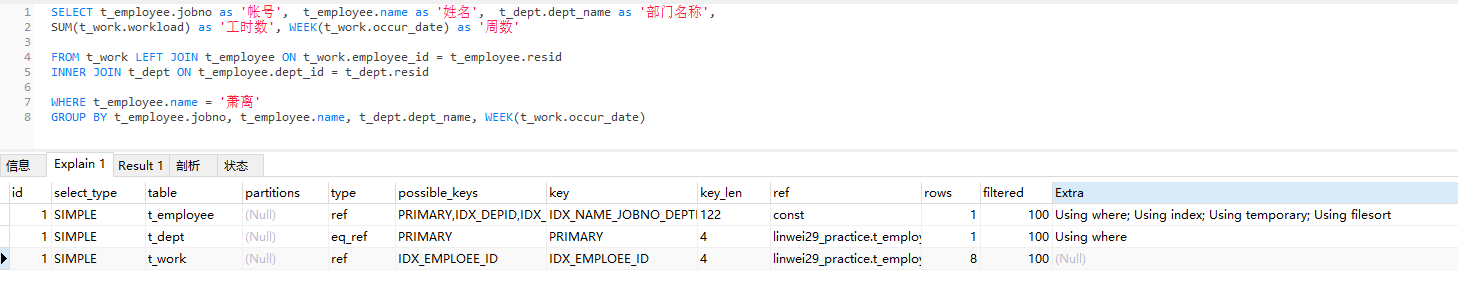 1 SELECT t_employee.jobno as '帐号', t_employee.name as '姓名', t_dept.dept_name as '部门名称',
2 SUM(t_work.workload) as '工时数', WEEK(t_work.occur_date) as '周数'
3
4 FROM t_work LEFT JOIN t_employee ON t_work.employee_id = t_employee.resid
5 INNER JOIN t_dept ON t_employee.dept_id = t_dept.resid
6
7 WHERE t_employee.name = '萧离'
8 GROUP BY t_employee.jobno, t_employee.name, t_dept.dept_name, WEEK(t_work.occur_date)
信息 Explain 1 Result 1 剖析 状态
id select_type table partitions type possible_keys key key_len ref rows filtered Extra
1 SIMPLE t_employee (Null) ref PRIMARY,IDX_DEPID,IDX_ IDX_NAME_JOBNO_DEPTI 122 const 1 100 Using where; Using index; Using temporary; Using filesort
1 SIMPLE t_dept (Null) eq_ref PRIMARY PRIMARY 4 linwei29_practice.t_employ 1 100 Using where
1 SIMPLE t_work (Null) ref IDX_EMPLOEE_ID IDX_EMPLOEE_ID 4 linwei29_practice.t_employ 8 100 (Null)